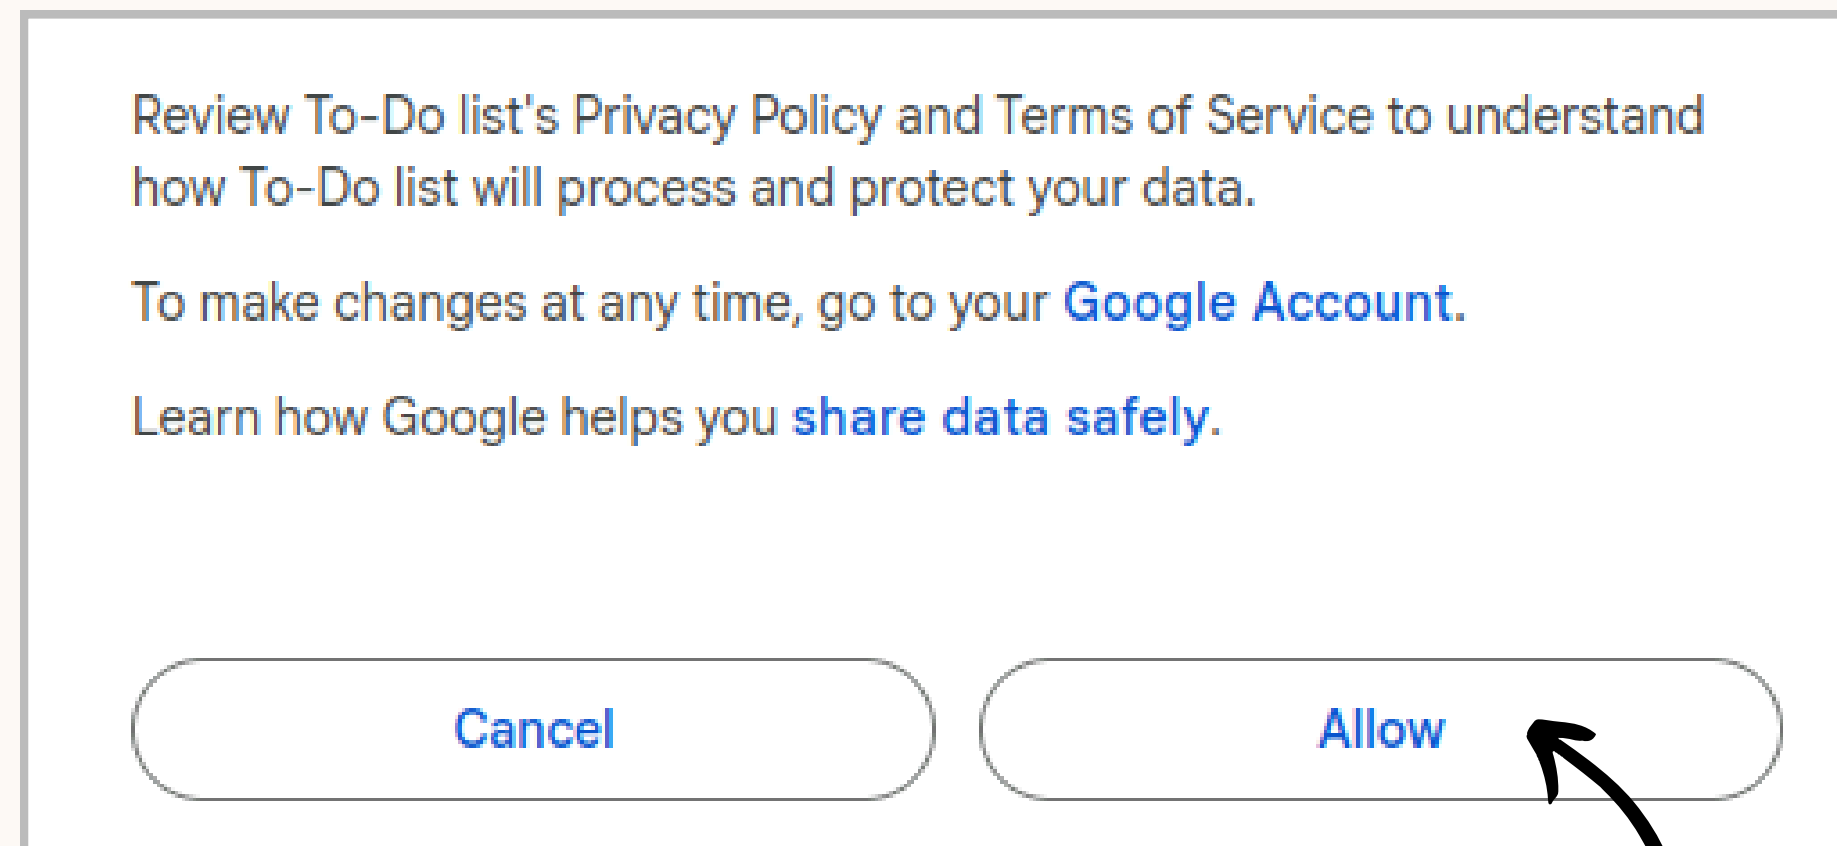 Review To-Do list's Privacy Policy and Terms of Service to understand
how To-Do list will process and protect your data.
To make changes at any time, go to your Google Account.
Learn how Google helps you share data safely.
Cancel
Allow